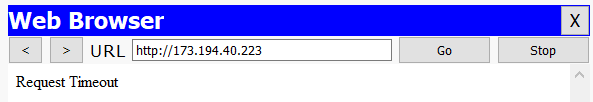 Web Browser X
< > URL http://173.194.40.223 Go Stop
Request Timeout